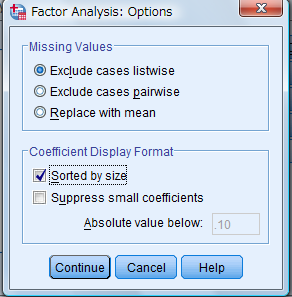 Factor Analysis: Options
Missing Values
Exclude cases listwise
Exclude cases pairwise
Replace with mean
Coefficient Display Format
Sorted by size
Suppress small coefficients
Absolute value below: .10
Continue Cancel Help